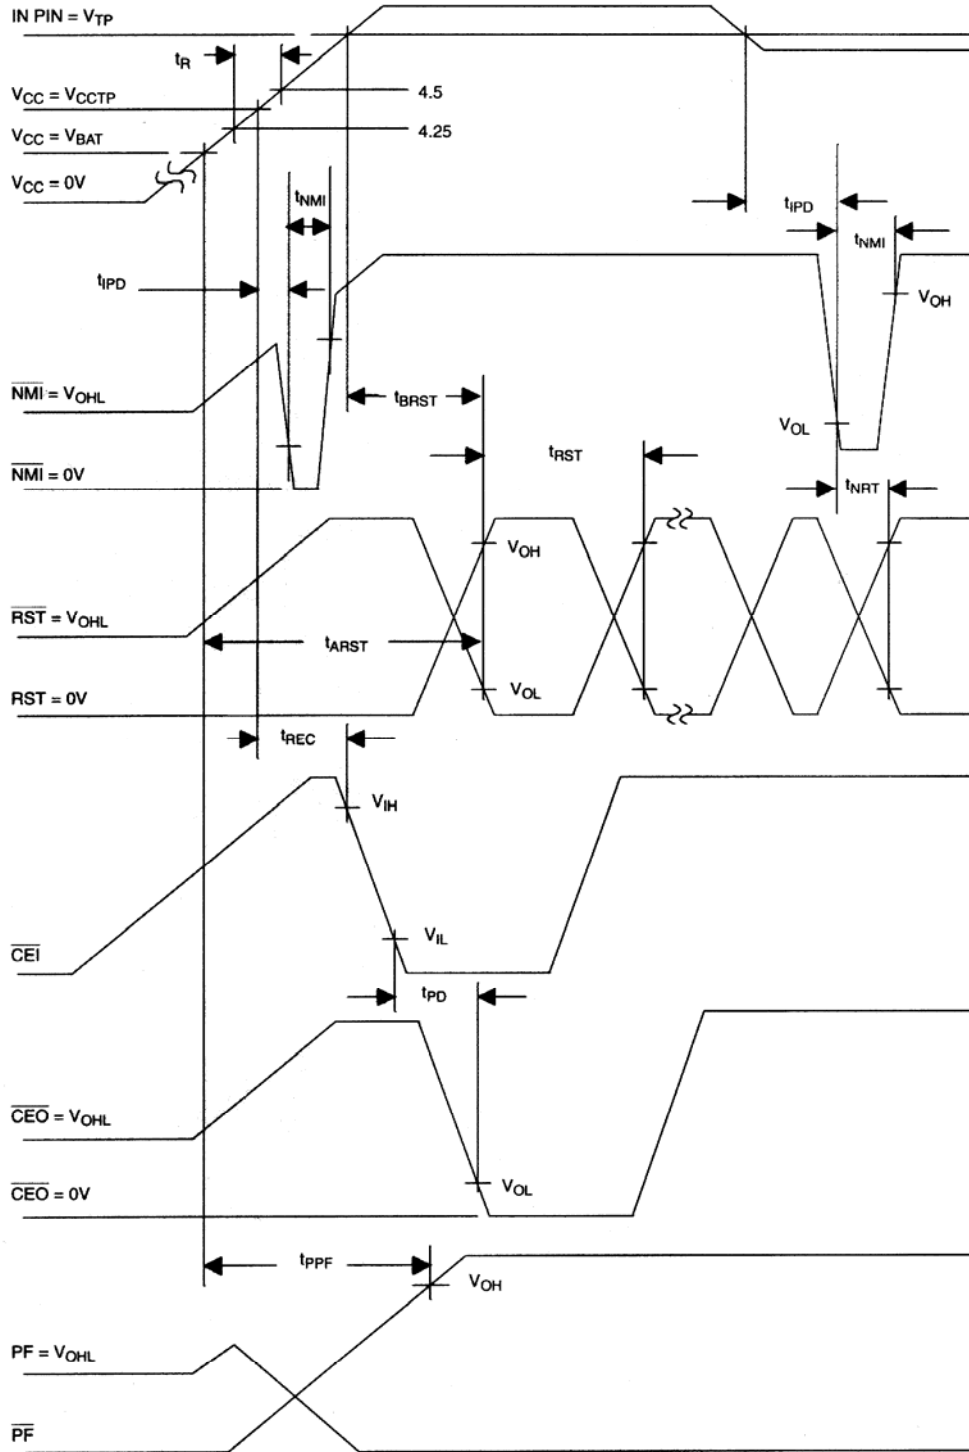 IN PIN = VTP
tR
4.5
VCC = VCCTP
4.25
VCC = VBAT
VCC = 0V
tNMI
tIPD
tNMI
tIPD
VOH
NMI = VOHL
tBRST
VOL
tRST
NMI = 0V
tNRT
VOH
RST = VOHL
tARST
VOL
RST = 0V
tREC
VIH
VIL
CEI
tPD
CEO = VOHL
VOL
CEO = 0V
tPPF
VOH
PF = VOHL
PF